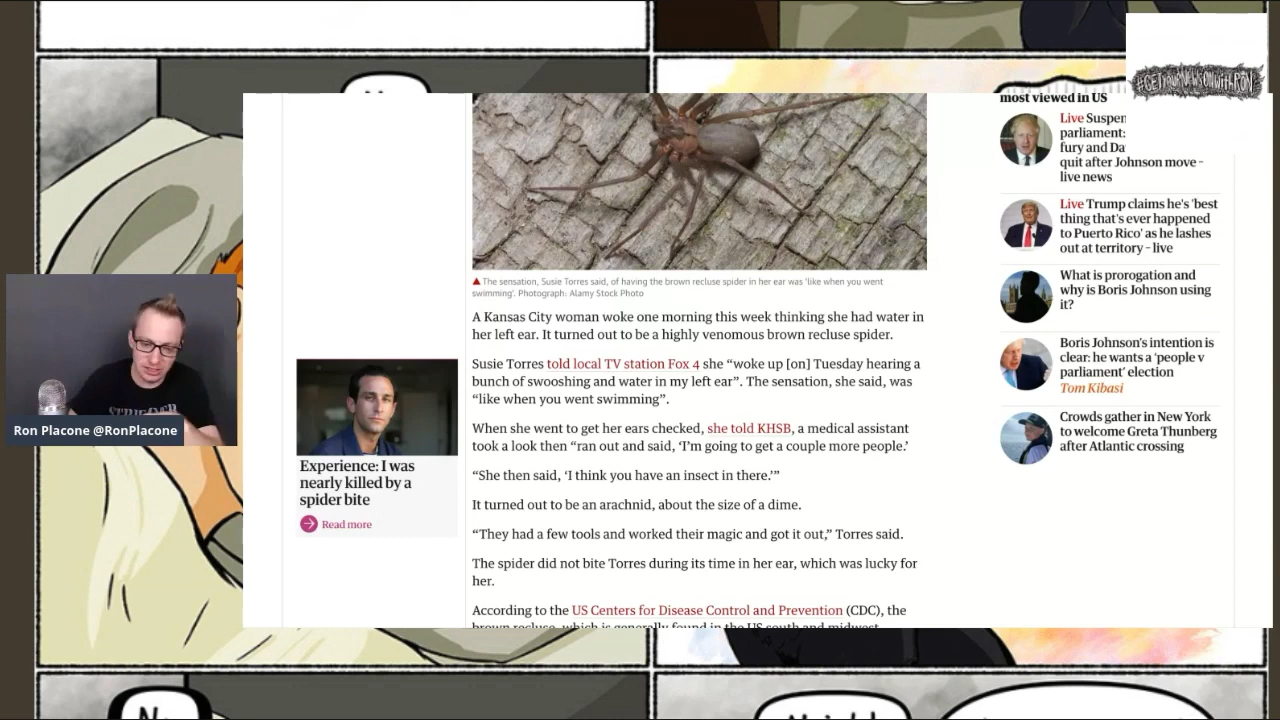 #GETYOURNEWSONWITHRON
most viewed in US
Live Suspen
parliament:
fury and Da
quit after Johnson move –
live news
Live Trump claims he's 'best
thing that's ever happened
to Puerto Rico' as he lashes
out at territory – live
What is prorogation and
why is Boris Johnson using
it?
Boris Johnson's intention is
clear: he wants a 'people v
parliament' election
Tom Kibasi
Crowds gather in New York
to welcome Greta Thunberg
after Atlantic crossing
The sensation, Susie Torres said, of having the brown recluse spider in her ear was 'like when you went
swimming'. Photograph: Alamy Stock Photo
A Kansas City woman woke one morning this week thinking she had water in
her left ear. It turned out to be a highly venomous brown recluse spider.
Susie Torres told local TV station Fox 4 she “woke up [on] Tuesday hearing a
bunch of swooshing and water in my left ear”. The sensation, she said, was
“like when you went swimming”.
When she went to get her ears checked, she told KHSB, a medical assistant
took a look then “ran out and said, ‘I’m going to get a couple more people.’
“She then said, ‘I think you have an insect in there.’”
It turned out to be an arachnid, about the size of a dime.
“They had a few tools and worked their magic and got it out,” Torres said.
The spider did not bite Torres during its time in her ear, which was lucky for
her.
According to the US Centers for Disease Control and Prevention (CDC), the
brown recluse, which is generally found in the US south and midwest,
Experience: I was
nearly killed by a
spider bite
Read more
Ron Placone @RonPlacone